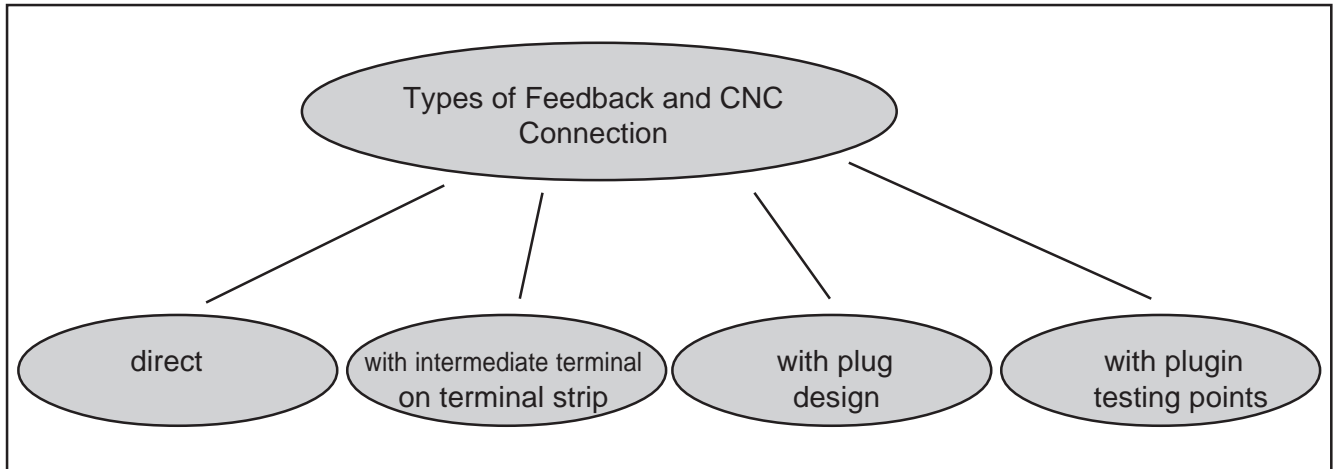 Types of Feedback and CNC
Connection
direct
with intermediate terminal
on terminal strip
with plug
design
with plugin
testing points